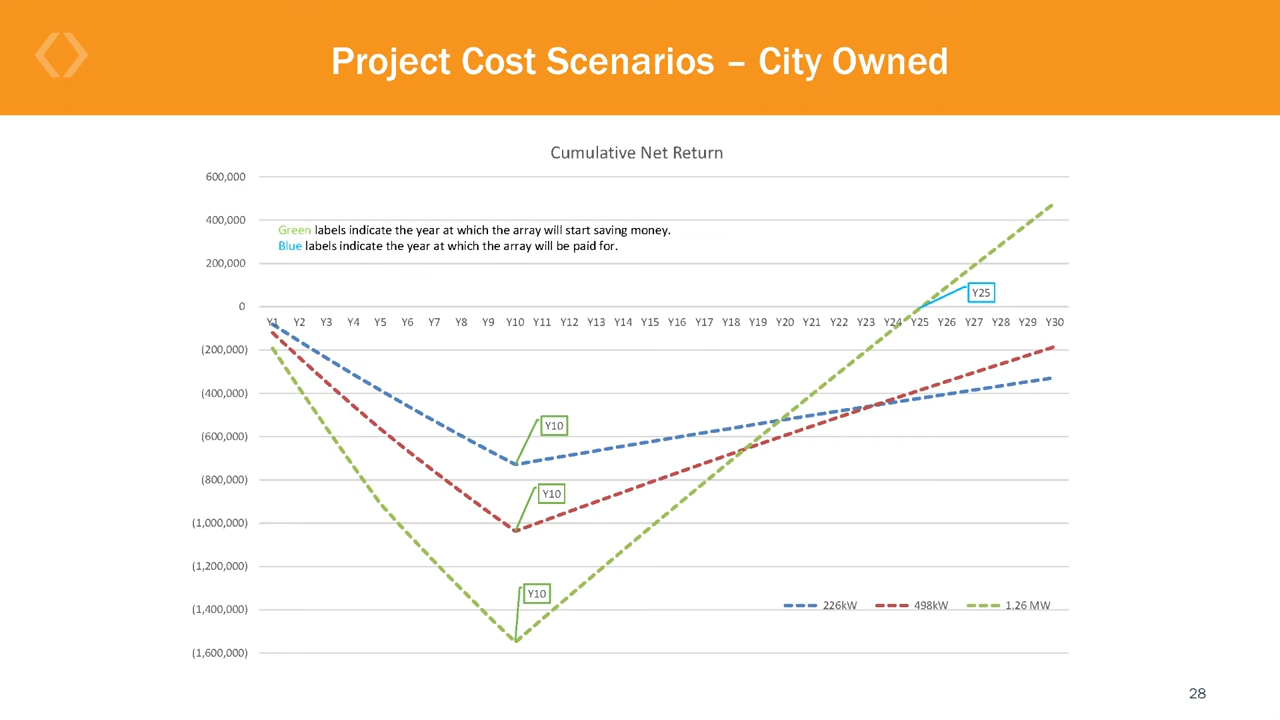 Project Cost Scenarios – City Owned
Cumulative Net Return
600,000
400,000
Green labels indicate the year at which the array will start saving money.
Blue labels indicate the year at which the array will be paid for.
200,000
Y25
0
Y1 Y2 Y3 Y4 Y5 Y6 Y7 Y8 Y9 Y10 Y11 Y12 Y13 Y14 Y15 Y16 Y17 Y18 Y19 Y20 Y21 Y22 Y23 Y24 Y25 Y26 Y27 Y28 Y29 Y30
(200,000)
(400,000)
Y10
(600,000)
(800,000)
Y10
(1,000,000)
(1,200,000)
Y10
226kW 498kW 1.26 MW
(1,400,000)
(1,600,000)
28